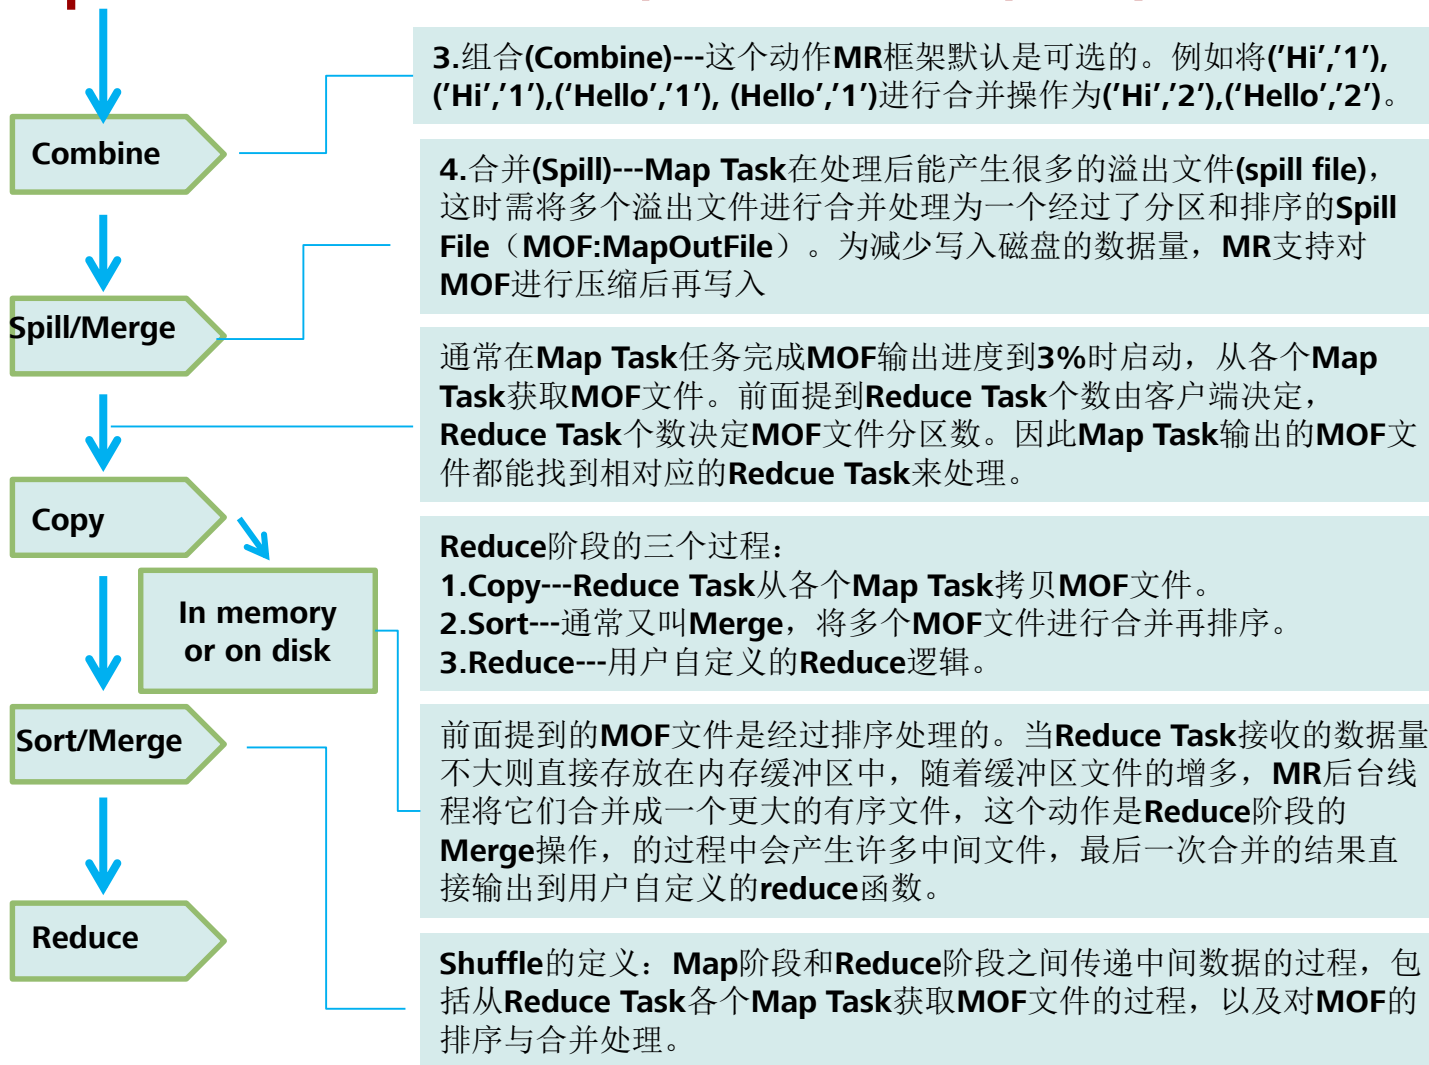 3.组合(Combine)---这个动作MR框架默认是可选的。例如将('Hi','1'),
('Hi','1'),('Hello','1'), (Hello','1')进行合并操作为('Hi','2'),('Hello','2')。
Combine
4.合并(Spill)---Map Task在处理后能产生很多的溢出文件(spill file)，
这时需将多个溢出文件进行合并处理为一个经过了分区和排序的Spill
File（MOF:MapOutFile）。为减少写入磁盘的数据量，MR支持对
MOF进行压缩后再写入
Spill/Merge
通常在Map Task任务完成MOF输出进度到3%时启动，从各个Map
Task获取MOF文件。前面提到Reduce Task个数由客户端决定，
Reduce Task个数决定MOF文件分区数。因此Map Task输出的MOF文
件都能找到相对应的Redcue Task来处理。
Copy
Reduce阶段的三个过程：
1.Copy---Reduce Task从各个Map Task拷贝MOF文件。
2.Sort---通常又叫Merge，将多个MOF文件进行合并再排序。
3.Reduce---用户自定义的Reduce逻辑。
In memory
or on disk
Sort/Merge
前面提到的MOF文件是经过排序处理的。当Reduce Task接收的数据量
不大则直接存放在内存缓冲区中，随着缓冲区文件的增多，MR后台线
程将它们合并成一个更大的有序文件，这个动作是Reduce阶段的
Merge操作，的过程中会产生许多中间文件，最后一次合并的结果直
接输出到用户自定义的reduce函数。
Reduce
Shuffle的定义：Map阶段和Reduce阶段之间传递中间数据的过程，包
括从Reduce Task各个Map Task获取MOF文件的过程，以及对MOF的
排序与合并处理。